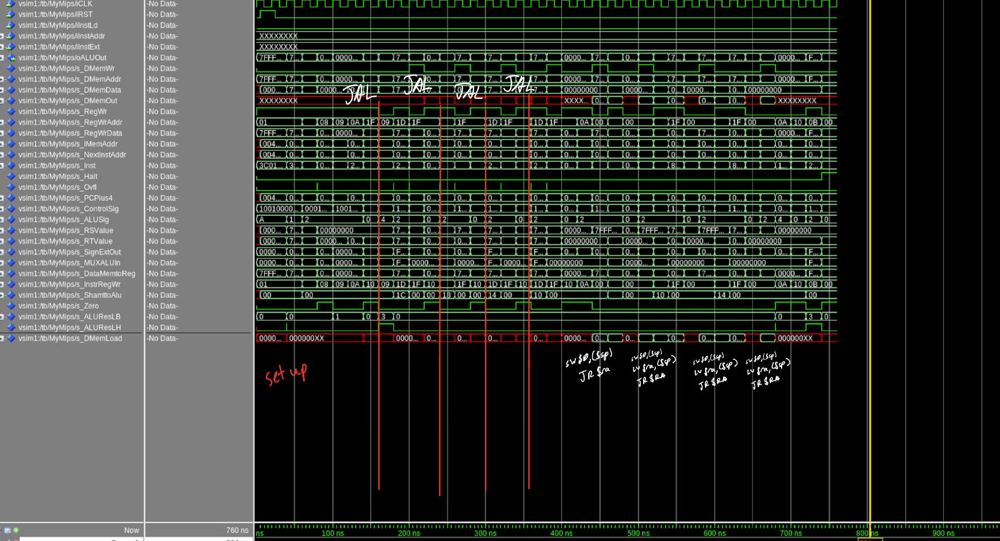 vsim1:/tb/MyMips/iCLK -No Data-
vsim1:/tb/MyMips/iRST -No Data-
vsim1:/tb/MyMips/iInstLd -No Data-
vsim1:/tb/MyMips/iInstAddr -No Data- XXXXXXXX
vsim1:/tb/MyMips/iInstExt -No Data- XXXXXXXX
vsim1:/tb/MyMips/oALUOut -No Data- 7FFF... 7... 0... 0000... 7... 0... 7... 7... 7... 0000... 7... 0... 7... 7... 7... 0000... F...
vsim1:/tb/MyMips/s_DMemWr -No Data-
vsim1:/tb/MyMips/s_DMemAddr -No Data- 7FFF... 7... 0... 0000... 7... 7... 7... 7... 0000... 7... 0... 7... 7... 7... 0000... F...
JAL JAL JAL JAL
vsim1:/tb/MyMips/s_DMemData -No Data- 000... 7... 0000... 7... 7... 7... 00000000 0000... 0... 0000... 0... 00000000
vsim1:/tb/MyMips/s_DMemOut -No Data- XXXXXXXX XXXX... 0... 0... 0... 0... 0... XXXXXXXX
vsim1:/tb/MyMips/s_RegWr -No Data-
vsim1:/tb/MyMips/s_RegWrAddr -No Data- 01 08 09 0A 1F 09 1D 1F 1F 1D 1F 1D 1F 0A 00 00 1F 00 1F 00 0A 10 0B 00
vsim1:/tb/MyMips/s_RegWrData -No Data- 7FFF... 7... 0... 0000... 7... 0... 7... 7... 7... 0... 7... 0... 0... 7... 0... 0000... F...
vsim1:/tb/MyMips/s_IMemAddr -No Data- 004... 0... 0... 0... 0... 0... 0... 0... 0... 0... 0... 0... 0... 0... 0... 0... 0...
vsim1:/tb/MyMips/s_NextInstAddr -No Data- 004... 0... 0... 0... 0... 0... 0... 0... 0... 0... 0... 0... 0... 0... 0... 0... 0...
vsim1:/tb/MyMips/s_Inst -No Data- 3C01... 3... 0... 2... 2... 0... 0... 2... 2... 0... 0... 8... 0... 8... 1... 2...
vsim1:/tb/MyMips/s_Halt -No Data-
vsim1:/tb/MyMips/s_Ovfl -No Data-
vsim1:/tb/MyMips/s_PCPlus4 -No Data- 004... 0... 0... 0... 0... 0... 0... 0... 0... 0... 0... 0... 0... 0... 0... 0... 0...
vsim1:/tb/MyMips/s_ControlSig -No Data- 10010000... 0001... 1001... 1... 0... 1... 1... 1... 0... 1... 0... 1... 1... 1... 0... 1...
vsim1:/tb/MyMips/s_ALUSig -No Data- A 1 2 0 4 2 0 2 0 2 0 2 0 2 0 2 0 2 0 2 4 0 2 0
vsim1:/tb/MyMips/s_RSValue -No Data- 000... 7... 00000000 7... 0... 7... 7... 7... 0000... 7FFF... 0... 7FFF... 7... 7FFF... 7... 00000000
vsim1:/tb/MyMips/s_RTValue -No Data- 000... 7... 0000... 0... 7... 0... 7... 7... 00000000 0000... 0... 0000... 0... 00000000
vsim1:/tb/MyMips/s_SignExtOut -No Data- 0000... 0... 0... 0000... F... 0... 0... F... F... 0... 0... 0... 0... 0... 0... 0... F...
vsim1:/tb/MyMips/s_MUXALUIn -No Data- 0000... 0... 0... 0000... F... 0000... 0000... F... 0000... F... 00000000 0000... 00000000 00000000 F...
vsim1:/tb/MyMips/s_DataMemtoReg -No Data- 7FFF... 7... 0... 0000... 7... 0... 7... 7... 7... 0000... 7... 0... 0... 7... 0... 0000... F...
vsim1:/tb/MyMips/s_InstrRegWr -No Data- 01 08 09 0A 10 09 1D 1F 10 1F 10 1D 1F 10 1D 1F 10 0A 00 00 1F 00 1F 00 0A 10 0B 00
vsim1:/tb/MyMips/s_ShamttoAlu -No Data- 00 00 1C 00 00 18 00 00 14 00 10 00 00 10 00 14 00 00
vsim1:/tb/MyMips/s_Zero -No Data-
vsim1:/tb/MyMips/s_ALUResLB -No Data- 0 0 1 0 3 0 0 3 0
vsim1:/tb/MyMips/s_ALUResLH -No Data-
vsim1:/tb/MyMips/s_DMemLoad -No Data- 0000... 000000XX 0000... 0... 0... 0... 0... 0000... 0... 0... 0... 0... 0... 000000XX
set up
sw $0,($sp)
JR $ra
sw $0,($sp)
lw $ra,($sp)
JR $RA
sw $0,($sp)
lw $ra,($sp)
JR $RA
sw $0,($sp)
lw $ra,($sp)
JR $RA
Now 760 ns
ns 100 ns 200 ns 300 ns 400 ns 500 ns 600 ns 700 ns 800 ns 900 ns